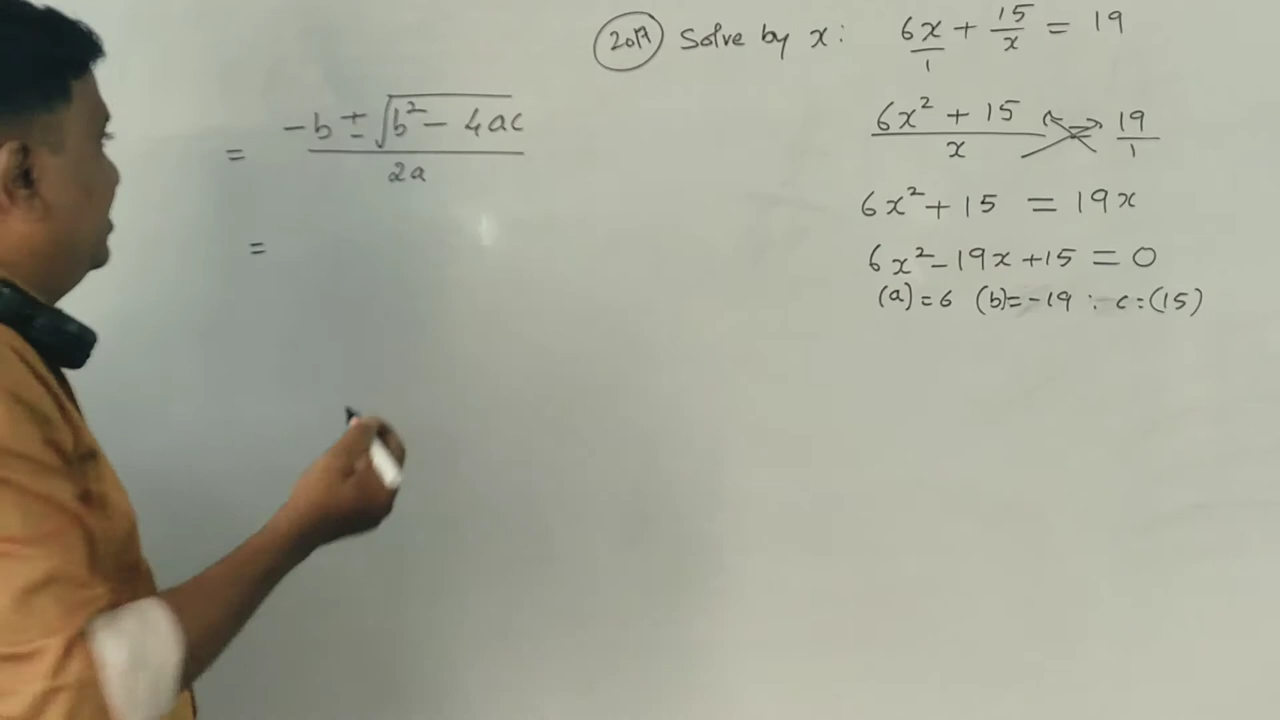 2017 Solve by x: 6x/1 + 15/x = 19
(6x² + 15)/x 19/1
6x² + 15 = 19x
6x² - 19x + 15 = 0
(a) = 6 (b) = -19 : c = (15)
= (-b ± √(b² - 4ac))/2a
=